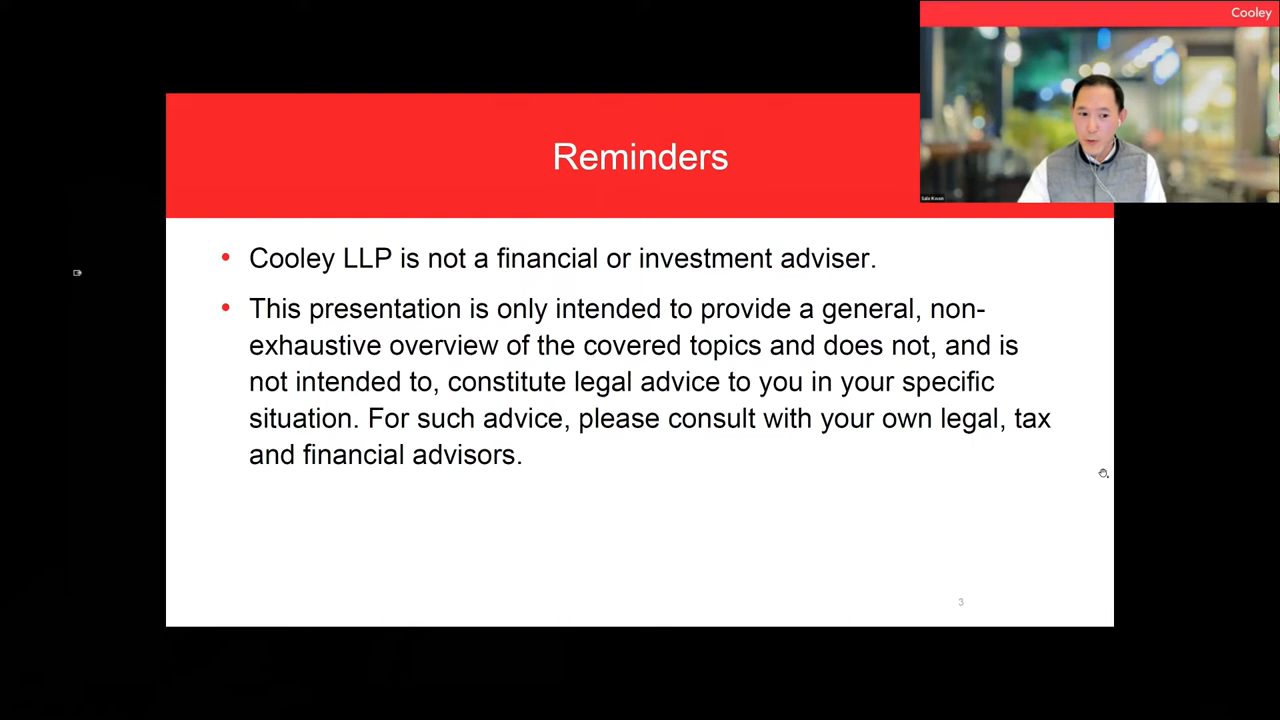 Cooley
Reminders
• Cooley LLP is not a financial or investment adviser.
• This presentation is only intended to provide a general, non-
exhaustive overview of the covered topics and does not, and is
not intended to, constitute legal advice to you in your specific
situation. For such advice, please consult with your own legal, tax
and financial advisors.
3